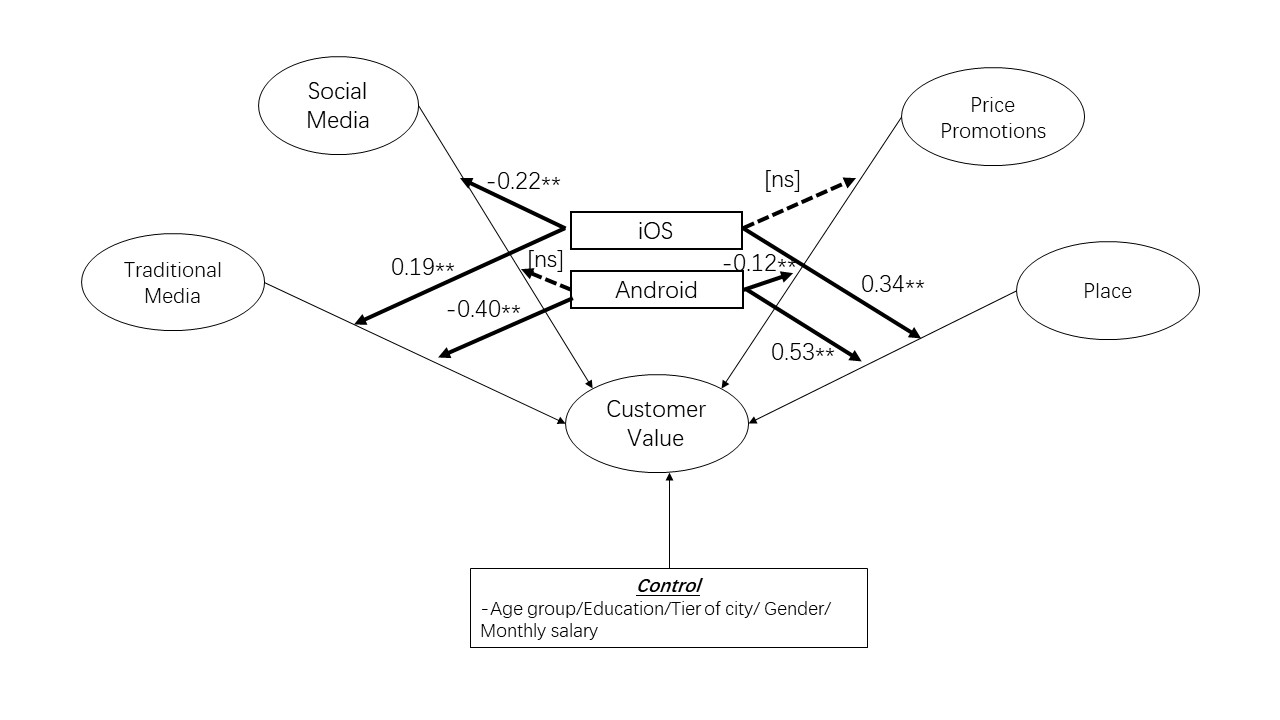 Social
Media
Price
Promotions
-0.22**
[ns]
iOS
Traditional
Media
0.19**
[ns]
-0.12**
Android
0.34**
Place
-0.40**
0.53**
Customer
Value
Control
-Age group/Education/Tier of city/ Gender/
Monthly salary